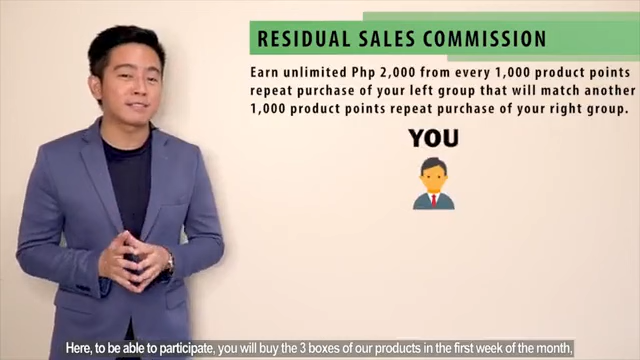 RESIDUAL SALES COMMISSION
Earn unlimited Php 2,000 from every 1,000 product points
repeat purchase of your left group that will match another
1,000 product points repeat purchase of your right group.
YOU
Here, to be able to participate, you will buy the 3 boxes of our products in the first week of the month,